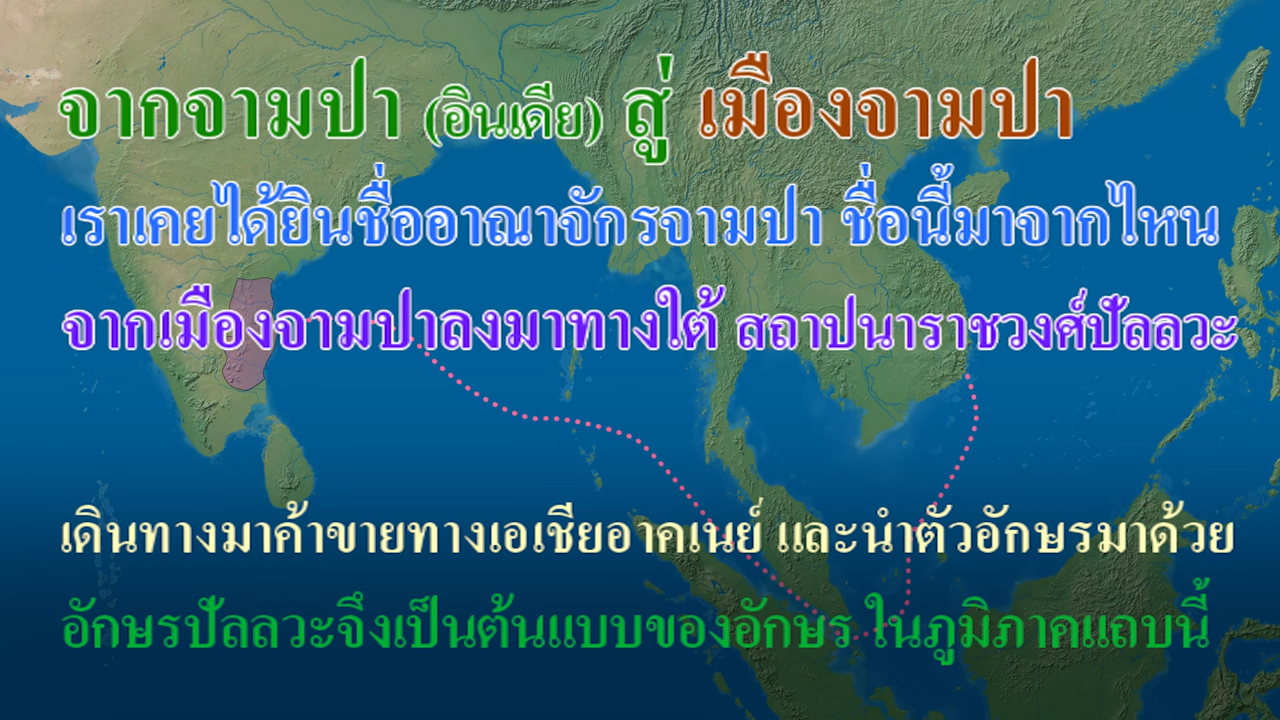 จากจามปา (อินเดีย) สู่ เมืองจามปา
เราเคยได้ยินชื่ออาณาจักรจามปา ชื่อนี้มาจากไหน
จากเมืองจามปาลงมาทางใต้ สถาปนาราชวงศ์ปัลลวะ
เดินทางมาค้าขายทางเอเชียอาคเนย์ และนำตัวอักษรมาด้วย
อักษรปัลลวะจึงเป็นต้นแบบของอักษร ในภูมิภาคแถบนี้